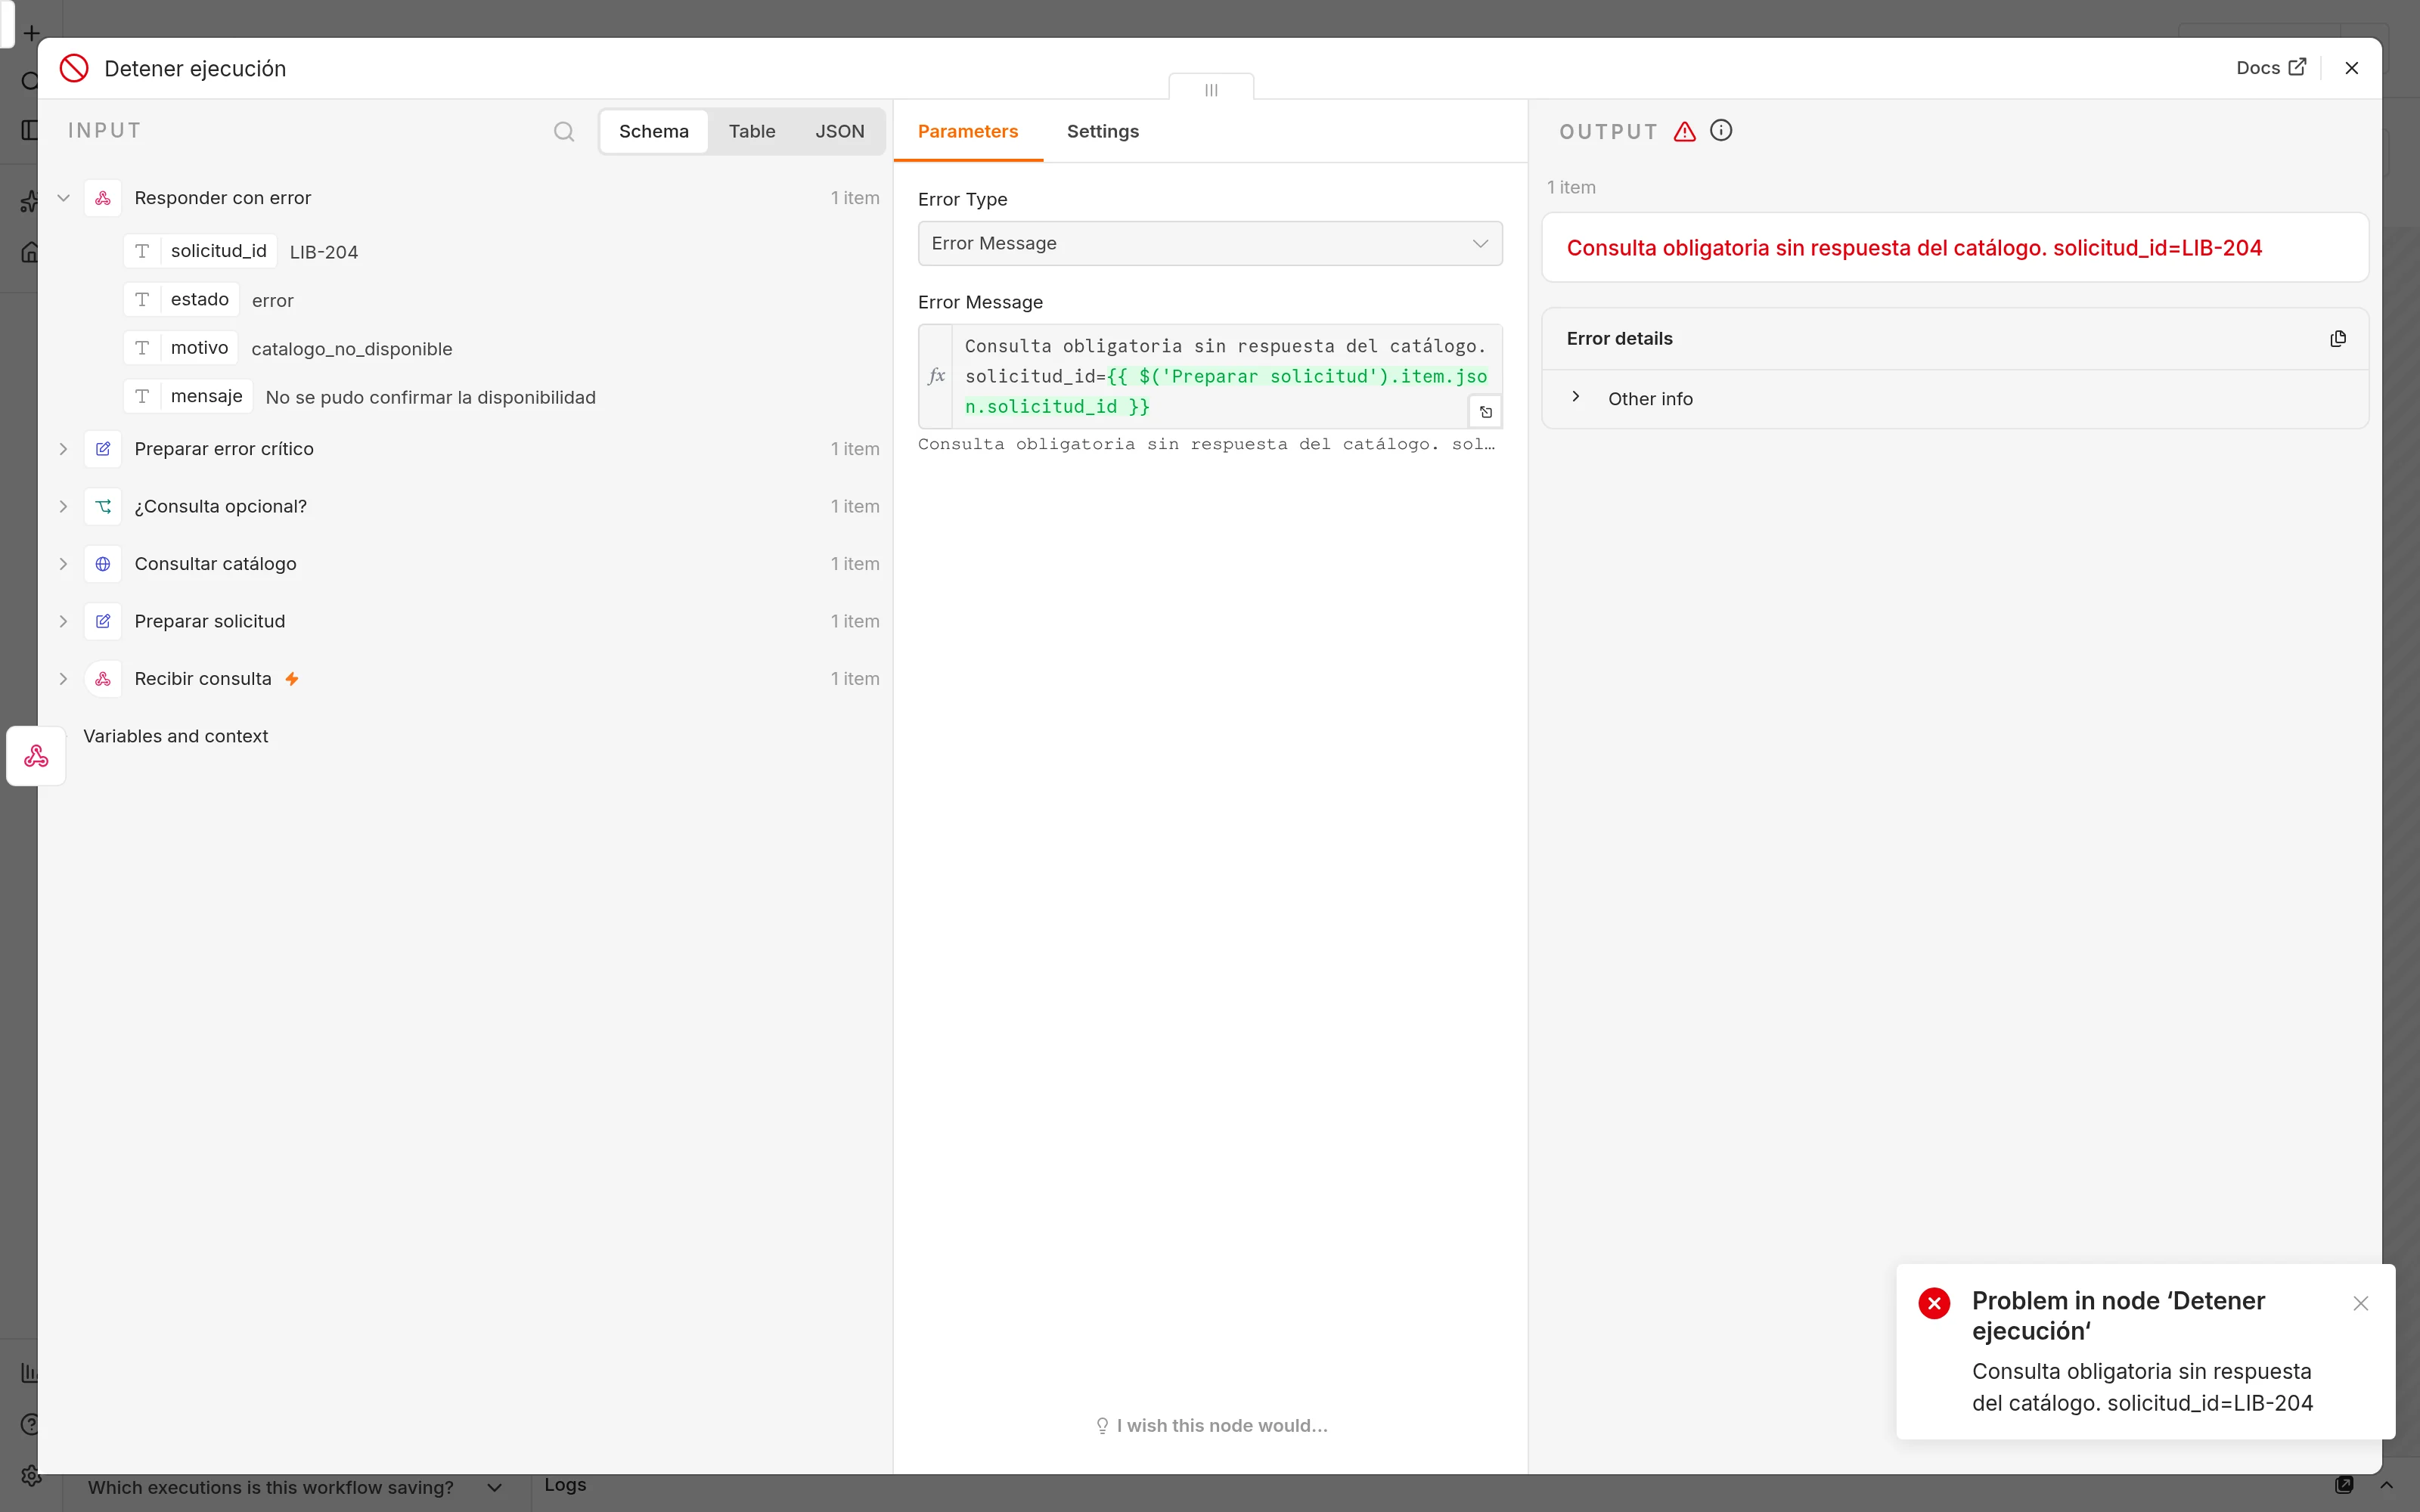 Detener ejecución
Docs
INPUT
Schema
Table
JSON
Responder con error
1 item
solicitud_id LIB-204
estado error
motivo catalogo_no_disponible
mensaje No se pudo confirmar la disponibilidad
Preparar error crítico
1 item
¿Consulta opcional?
1 item
Consultar catálogo
1 item
Preparar solicitud
1 item
Recibir consulta
1 item
Variables and context
Parameters
Settings
Error Type
Error Message
Error Message
fx
Consulta obligatoria sin respuesta del catálogo.
solicitud_id={{ $('Preparar solicitud').item.jso
n.solicitud_id }}
Consulta obligatoria sin respuesta del catálogo. sol…
I wish this node would...
OUTPUT
1 item
Consulta obligatoria sin respuesta del catálogo. solicitud_id=LIB-204
Error details
Other info
Problem in node ‘Detener
ejecución‘
Consulta obligatoria sin respuesta
del catálogo. solicitud_id=LIB-204
Which executions is this workflow saving?
Logs